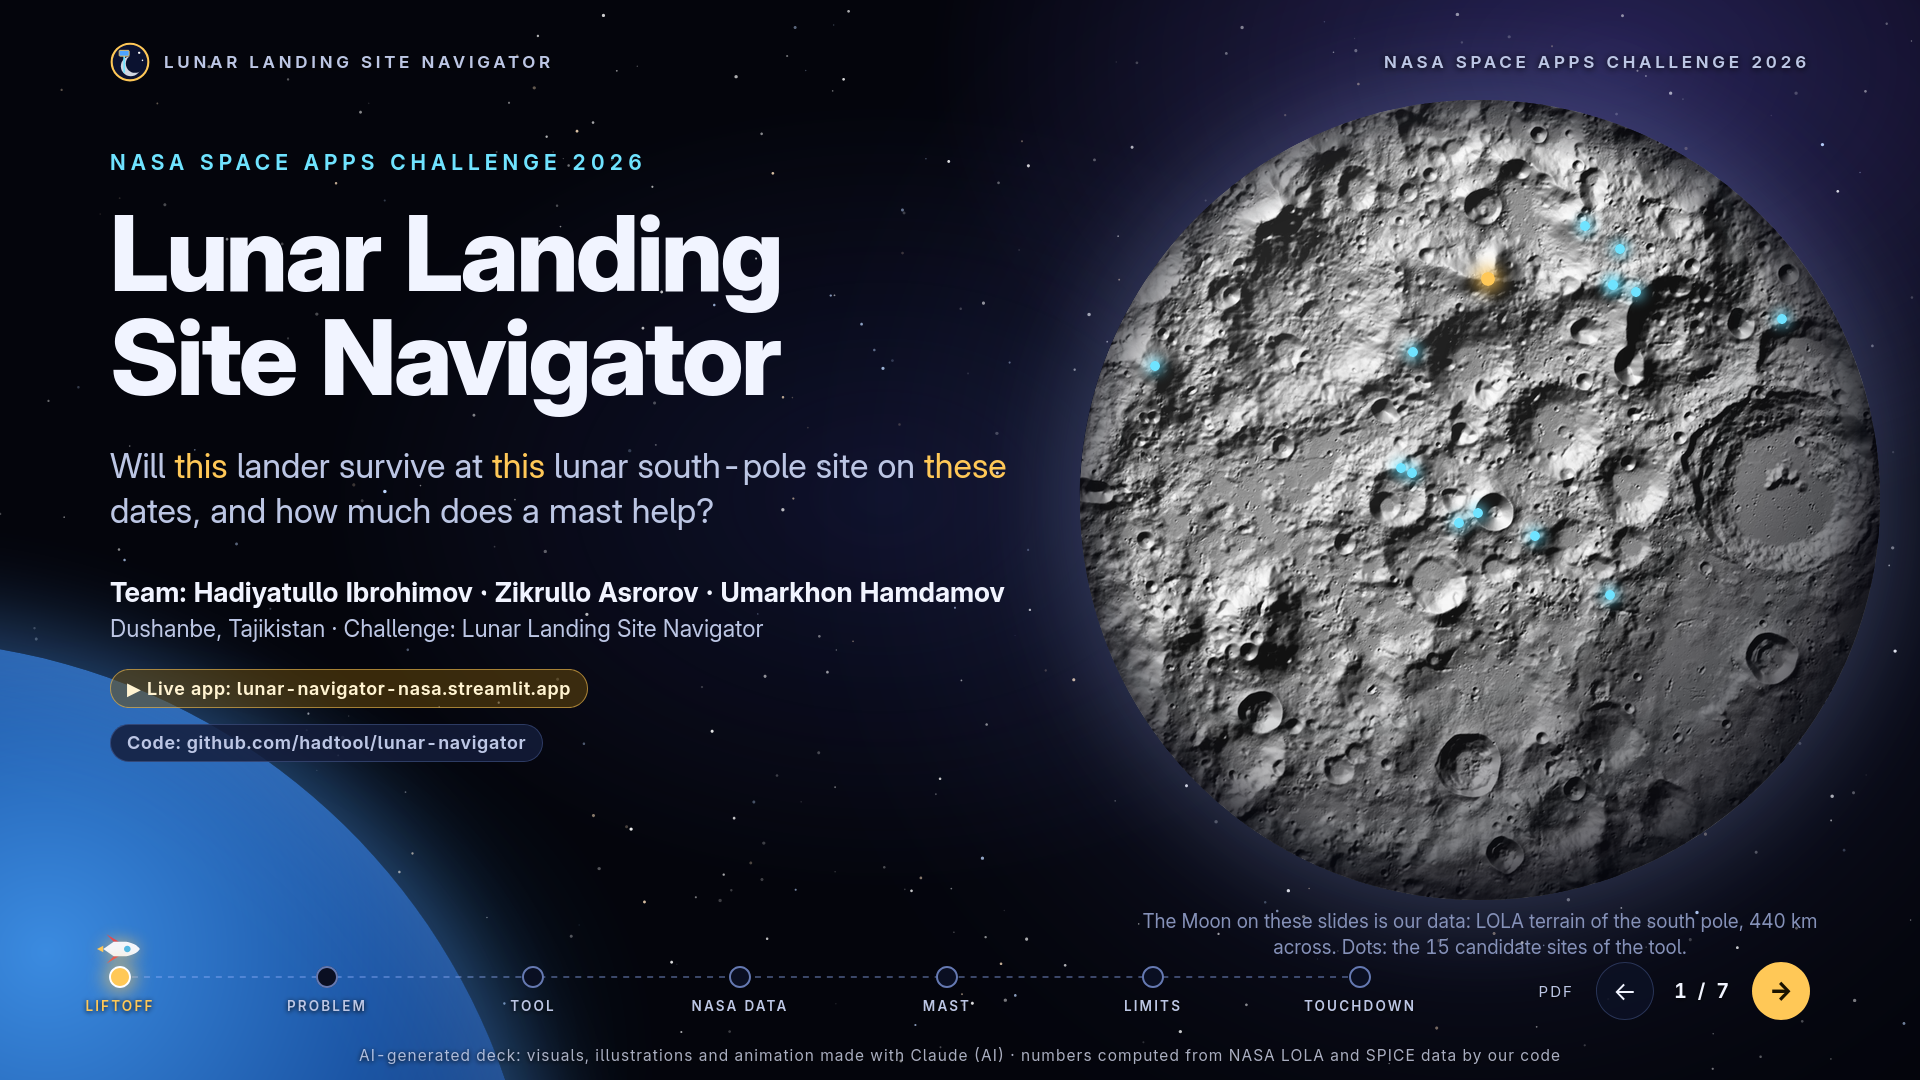 LUNAR LANDING SITE NAVIGATOR
NASA SPACE APPS CHALLENGE 2026
NASA SPACE APPS CHALLENGE 2026
Lunar Landing
Site Navigator
Will this lander survive at this lunar south-pole site on these
dates, and how much does a mast help?
Team: Hadiyatullo Ibrohimov · Zikrullo Asrorov · Umarkhon Hamdamov
Dushanbe, Tajikistan · Challenge: Lunar Landing Site Navigator
▶ Live app: lunar-navigator-nasa.streamlit.app
Code: github.com/hadtool/lunar-navigator
The Moon on these slides is our data: LOLA terrain of the south pole, 440 km
across. Dots: the 15 candidate sites of the tool.
LIFTOFF
PROBLEM
TOOL
NASA DATA
MAST
LIMITS
TOUCHDOWN
PDF
←
1 / 7
→
AI-generated deck: visuals, illustrations and animation made with Claude (AI) · numbers computed from NASA LOLA and SPICE data by our code